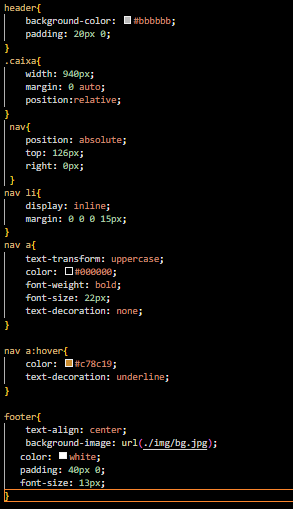 header{
background-color: #bbbbbb;
padding: 20px 0;
}
.caixa{
width: 940px;
margin: 0 auto;
position:relative;
}
nav{
position: absolute;
top: 126px;
right: 0px;
}
nav li{
display: inline;
margin: 0 0 0 15px;
}
nav a{
text-transform: uppercase;
color: #000000;
font-weight: bold;
font-size: 22px;
text-decoration: none;
}
nav a:hover{
color: #c78c19;
text-decoration: underline;
}
footer{
text-align: center;
background-image: url(./img/bg.jpg);
color: white;
padding: 40px 0;
font-size: 13px;
}